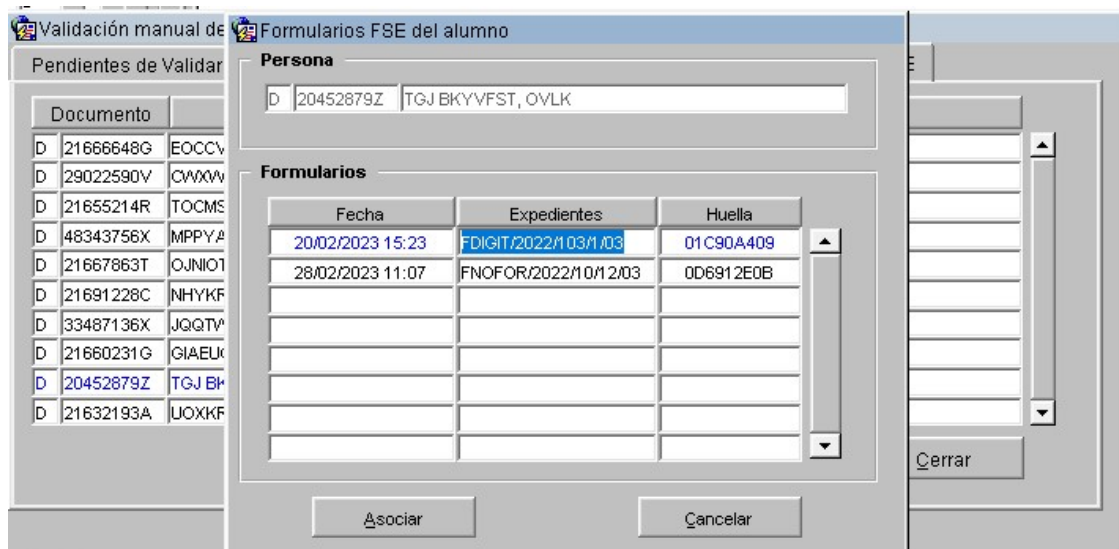 Validación manual de
Formularios FSE del alumno
Pendientes de Validar
Persona
D 20452879Z TGJ BKYVFST, OVLK
Documento
D 21666648G EOCCV
D 29022590V CWXW
D 21655214R TOCMS
D 48343756X MPPYA
D 21667863T OJNIOT
D 21691228C NHYKR
D 33487136X JQQTV
D 21660231G GIAEU
D 20452879Z TGJ BK
D 21632193A UOXKR
Formularios
Fecha Expedientes Huella
20/02/2023 15:23 FDIGIT/2022/103/1/03 01C90A409
28/02/2023 11:07 FNOFOR/2022/10/12/03 0D6912E0B
Asociar Cancelar
Cerrar